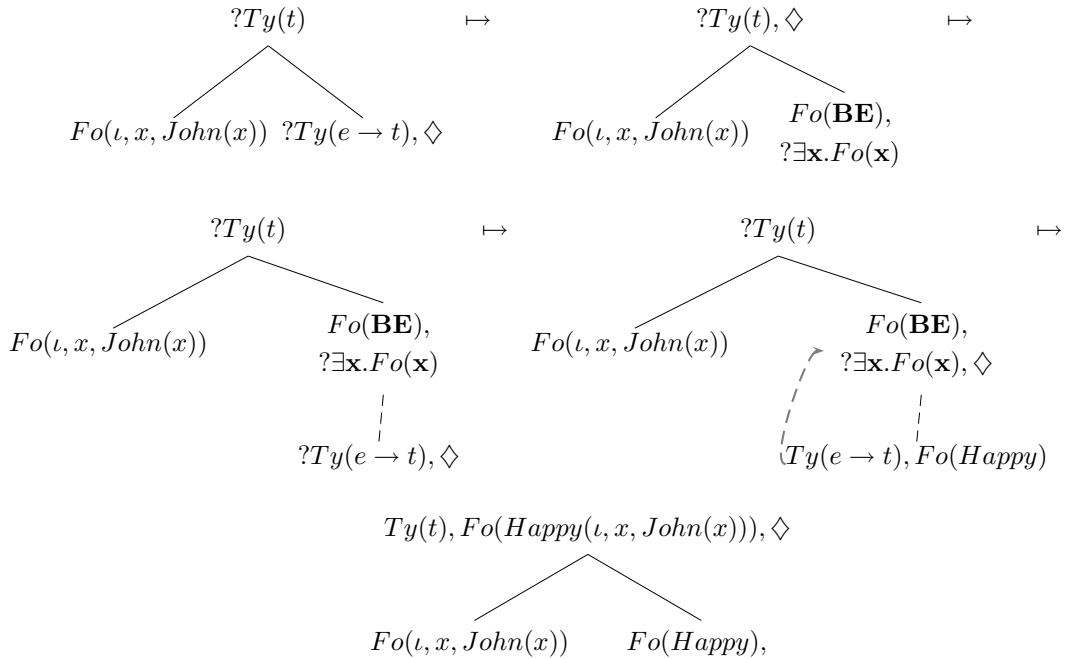 ?Ty(t) ↦ ?Ty(t), ♢ ↦
Fo(ι, x, John(x)) ?Ty(e → t), ♢ Fo(ι, x, John(x)) Fo(BE),
?∃x.Fo(x)
?Ty(t) ↦ ?Ty(t) ↦
Fo(ι, x, John(x)) Fo(BE), Fo(ι, x, John(x)) Fo(BE),
?∃x.Fo(x) ?∃x.Fo(x), ♢
?Ty(e → t), ♢ Ty(e → t), Fo(Happy)
Ty(t), Fo(Happy(ι, x, John(x))), ♢
Fo(ι, x, John(x)) Fo(Happy),